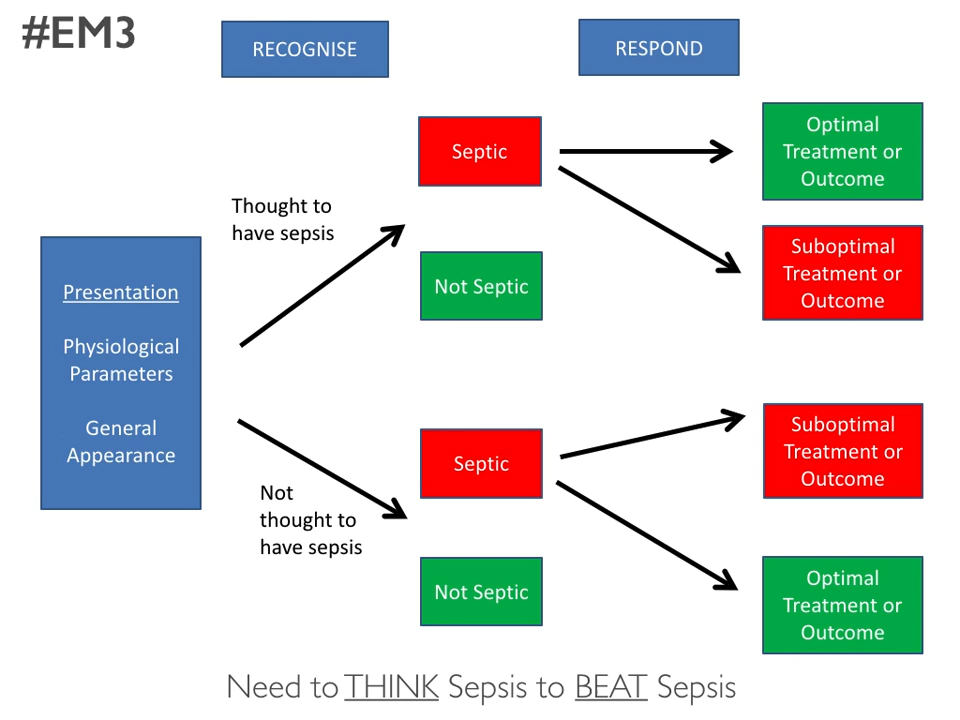 #EM3
RECOGNISE
RESPOND
Septic
Optimal
Treatment or
Outcome
Thought to
have sepsis
Not Septic
Suboptimal
Treatment or
Outcome
Presentation
Physiological
Parameters
General
Appearance
Not
thought to
have sepsis
Septic
Suboptimal
Treatment or
Outcome
Not Septic
Optimal
Treatment or
Outcome
Need to THINK Sepsis to BEAT Sepsis